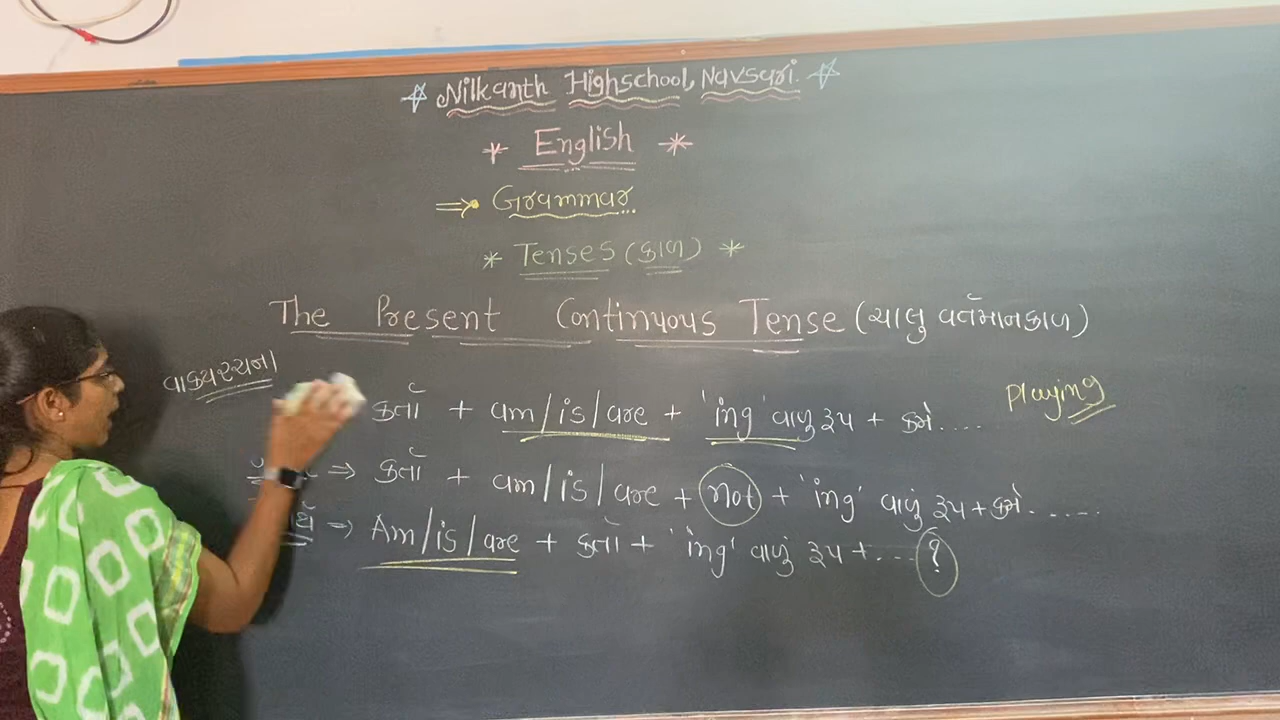 Nilkanth Highschool, Navsari.
* English *
⇒ Grammar...
* Tenses (કાળ) *
The Present Continuous Tense (ચાલુ વર્તમાનકાળ)
વાક્યરચના
કર્તા + am/is/are + 'ing' વાળુ રૂપ + કર્મ.....
Playing
⇒ કર્તા + am/is/are + not + 'ing' વાળું રૂપ + કર્મ......
⇒ Am/is/are + કર્તા + 'ing' વાળું રૂપ +....?